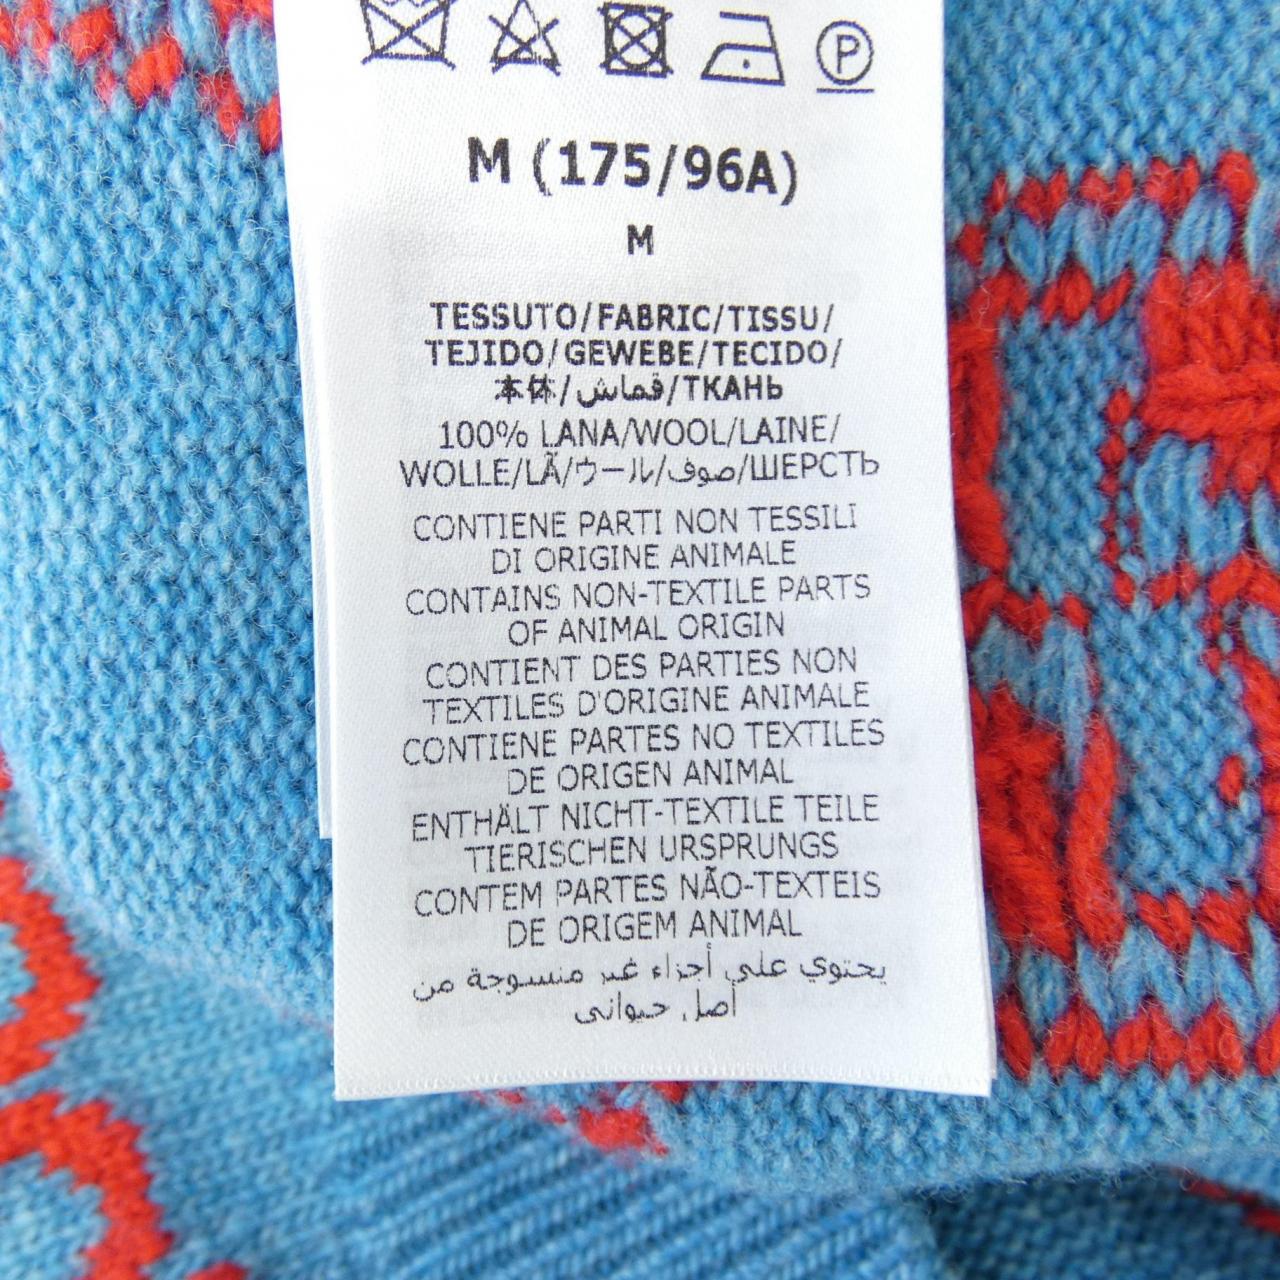 P
M (175/96A)
M
TESSUTO/FABRIC/TISSU/
TEJIDO/GEWEBE/TECIDO/
本体/قماش/ТКАНЬ
100% LANA/WOOL/LAINE/
WOLLE/LÃ/ウール/صوف/ШЕРСТЬ
CONTIENE PARTI NON TESSILI
DI ORIGINE ANIMALE
CONTAINS NON-TEXTILE PARTS
OF ANIMAL ORIGIN
CONTIENT DES PARTIES NON
TEXTILES D'ORIGINE ANIMALE
CONTIENE PARTES NO TEXTILES
DE ORIGEN ANIMAL
ENTHÄLT NICHT-TEXTILE TEILE
TIERISCHEN URSPRUNGS
CONTEM PARTES NÃO-TEXTEIS
DE ORIGEM ANIMAL
يحتوي على أجزاء غير منسوجة من
أصل حيواني